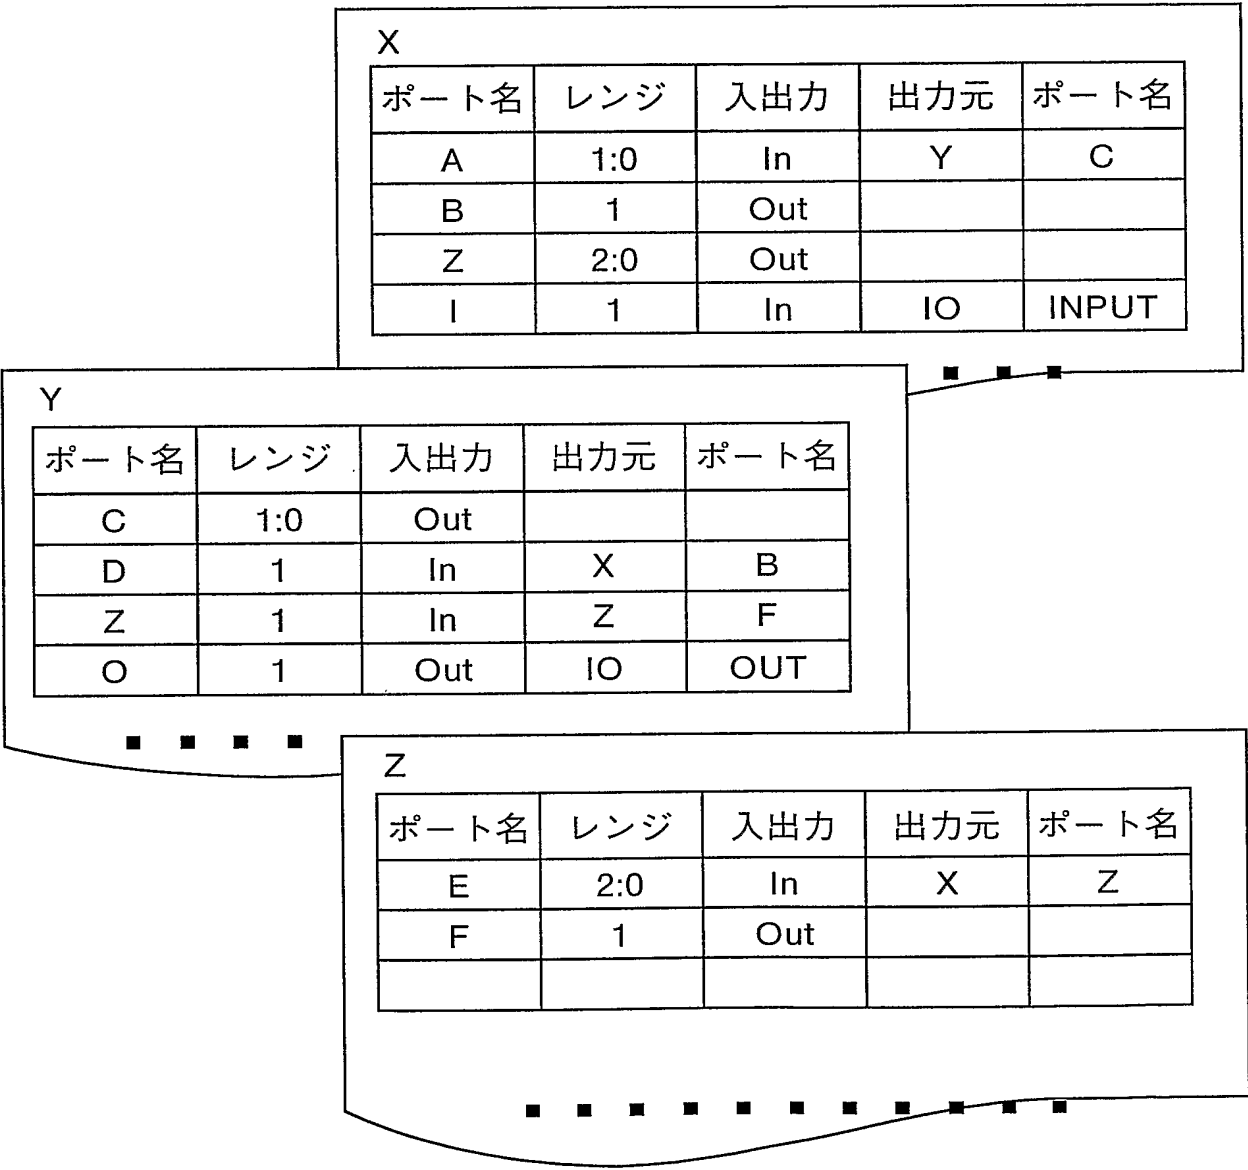 X
ポート名 レンジ 入出力 出力元 ポート名
A 1:0 In Y C
B 1 Out
Z 2:0 Out
I 1 In IO INPUT
Y
ポート名 レンジ 入出力 出力元 ポート名
C 1:0 Out
D 1 In X B
Z 1 In Z F
O 1 Out IO OUT
Z
ポート名 レンジ 入出力 出力元 ポート名
E 2:0 In X Z
F 1 Out